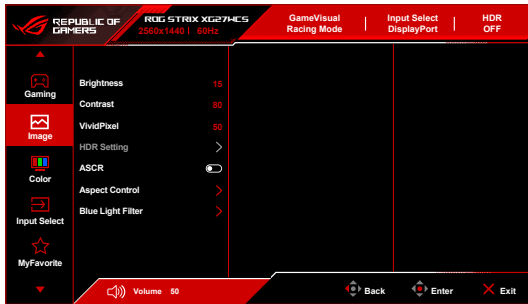 REPUBLIC OF
GAMERS
ROG STRIX XG27WCS
2560x1440 | 60Hz
GameVisual
Racing Mode
Input Select
DisplayPort
HDR
OFF
Gaming
Image
Color
Input Select
MyFavorite
Brightness 15
Contrast 80
VividPixel 50
HDR Setting
ASCR
Aspect Control
Blue Light Filter
Volume 50
Back
Enter
Exit